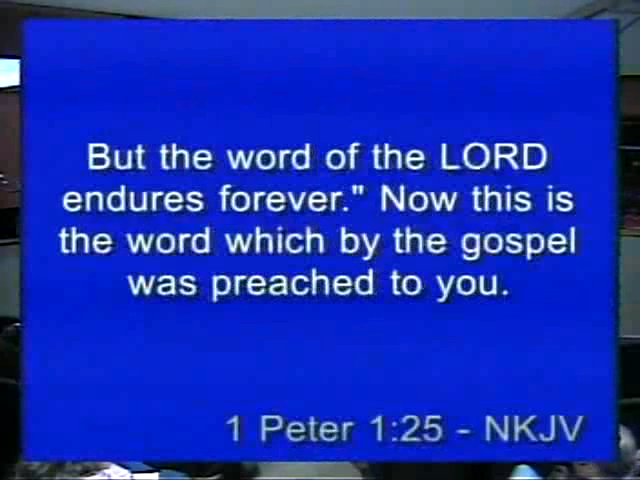 But the word of the LORD
endures forever." Now this is
the word which by the gospel
was preached to you.
1 Peter 1:25 - NKJV